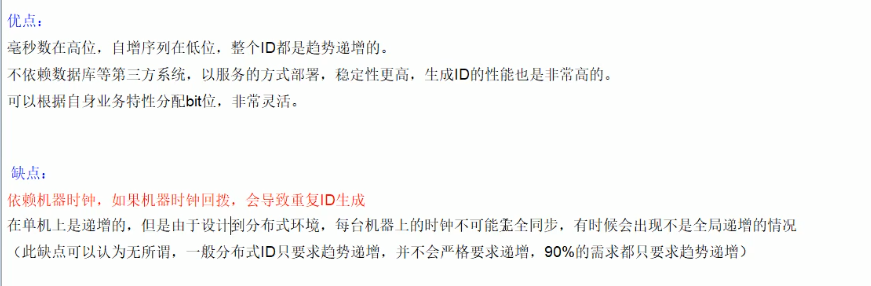 优点：
毫秒数在高位，自增序列在低位，整个ID都是趋势递增的。
不依赖数据库等第三方系统，以服务的方式部署，稳定性更高，生成ID的性能也是非常高的。
可以根据自身业务特性分配bit位，非常灵活。
缺点：
依赖机器时钟，如果机器时钟回拨，会导致重复ID生成
在单机上是递增的，但是由于设计到分布式环境，每台机器上的时钟不可能完全同步，有时候会出现不是全局递增的情况
（此缺点可以认为无所谓，一般分布式ID只要求趋势递增，并不会严格要求递增，90%的需求都只要求趋势递增）